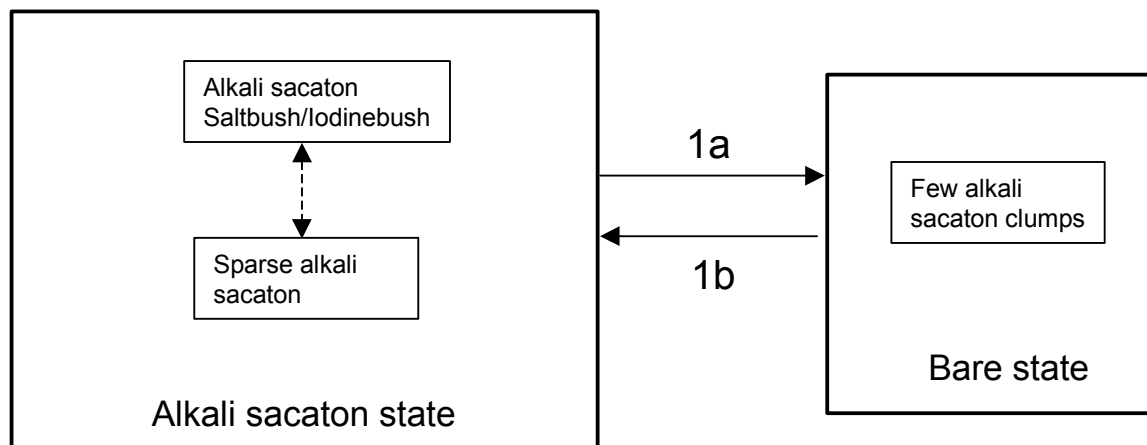 Alkali sacaton
Saltbush/Iodinebush
Sparse alkali
sacaton
Alkali sacaton state
1a
1b
Few alkali
sacaton clumps
Bare state